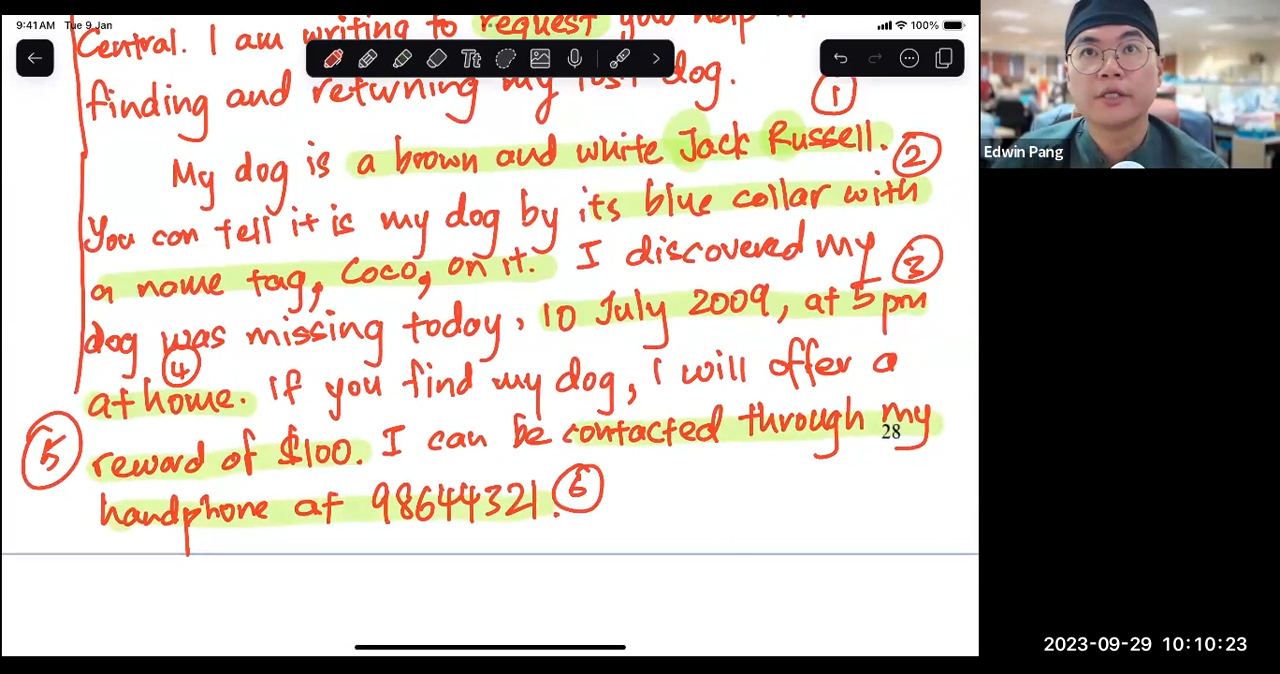 9:41 AM Tue 9 Jan
100%
Central. I am writing to request you help in
Tt
finding and returning my lost dog.
1
My dog is a brown and white Jack Russell.
2
You can tell it is my dog by its blue collar with
a name tag, Coco, on it. I discovered my
3
dog was missing today, 10 July 2009, at 5pm
4
at home. If you find my dog, I will offer a
5
reward of $100. I can be contacted through my
28
handphone at 98644321.
6
Edwin Pang
2023-09-29 10:10:23